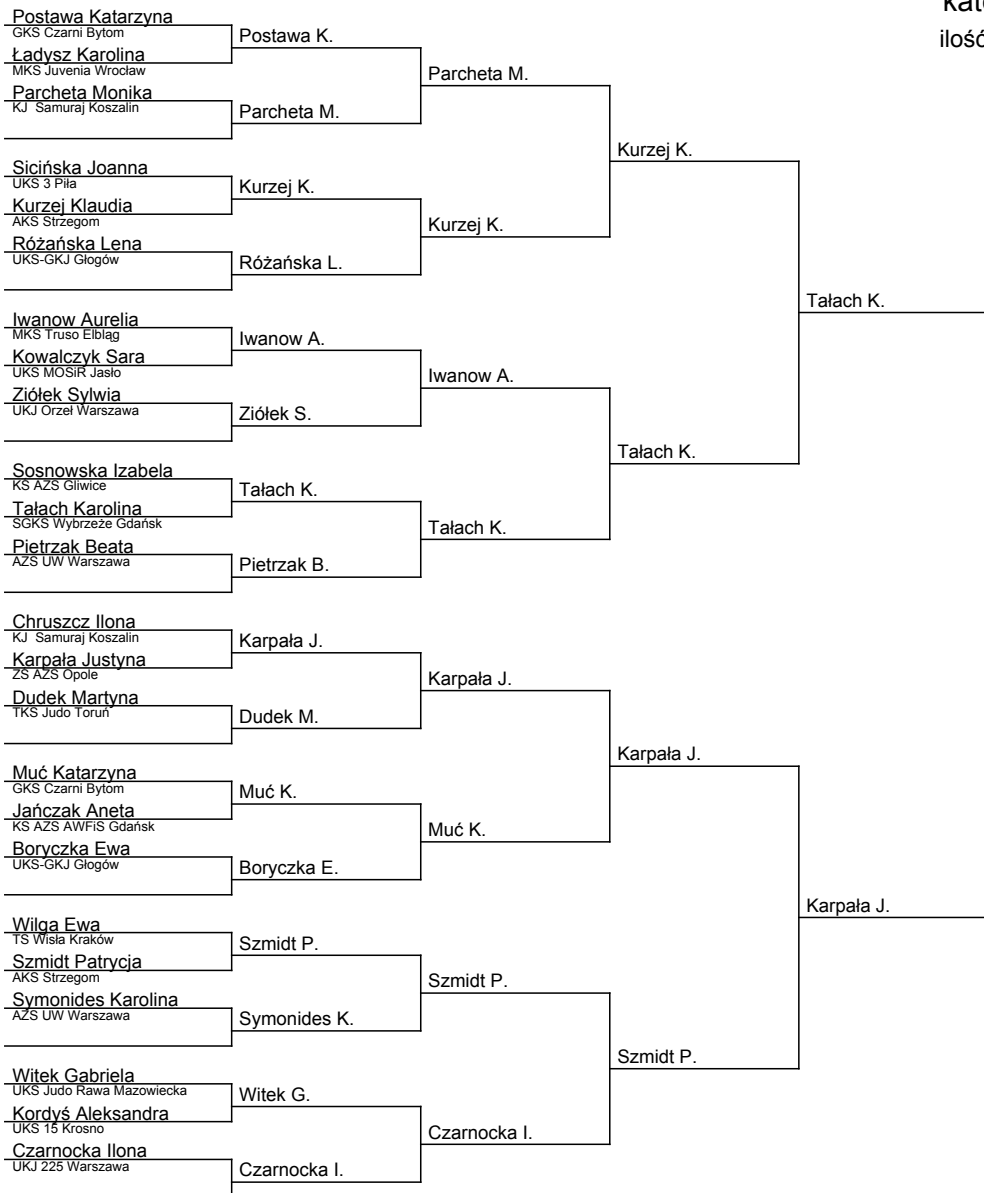 kate
ilość
Postawa Katarzyna
GKS Czarni Bytom
Ładysz Karolina
MKS Juvenia Wrocław
Parcheta Monika
KJ Samuraj Koszalin
Sicińska Joanna
UKS 3 Piła
Kurzej Klaudia
AKS Strzegom
Różańska Lena
UKS-GKJ Głogów
Iwanow Aurelia
MKS Truso Elbląg
Kowalczyk Sara
UKS MOSiR Jasło
Ziółek Sylwia
UKJ Orzeł Warszawa
Sosnowska Izabela
KS AZS Gliwice
Tałach Karolina
SGKS Wybrzeże Gdańsk
Pietrzak Beata
AZS UW Warszawa
Chruszcz Ilona
KJ Samuraj Koszalin
Karpała Justyna
ZS AZS Opole
Dudek Martyna
TKS Judo Toruń
Muć Katarzyna
GKS Czarni Bytom
Jańczak Aneta
KS AZS AWFiS Gdańsk
Boryczka Ewa
UKS-GKJ Głogów
Wilga Ewa
TS Wisła Kraków
Szmidt Patrycja
AKS Strzegom
Symonides Karolina
AZS UW Warszawa
Witek Gabriela
UKS Judo Rawa Mazowiecka
Kordyś Aleksandra
UKS 15 Krosno
Czarnocka Ilona
UKJ 225 Warszawa
Postawa K.
Parcheta M.
Kurzej K.
Różańska L.
Iwanow A.
Ziółek S.
Tałach K.
Pietrzak B.
Karpała J.
Dudek M.
Muć K.
Boryczka E.
Szmidt P.
Symonides K.
Witek G.
Czarnocka I.
Parcheta M.
Kurzej K.
Iwanow A.
Tałach K.
Karpała J.
Muć K.
Szmidt P.
Czarnocka I.
Kurzej K.
Tałach K.
Karpała J.
Szmidt P.
Tałach K.
Karpała J.